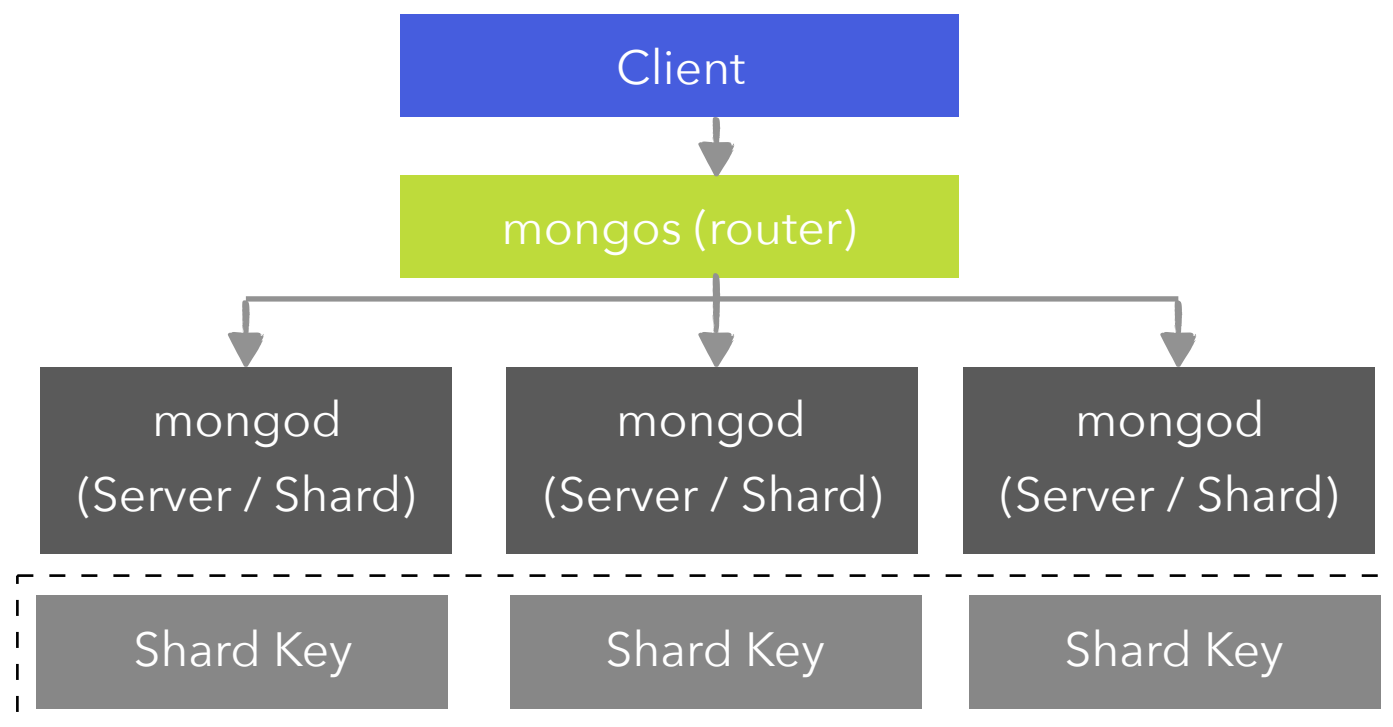 Client
mongos (router)
mongod
(Server / Shard)
mongod
(Server / Shard)
mongod
(Server / Shard)
Shard Key
Shard Key
Shard Key